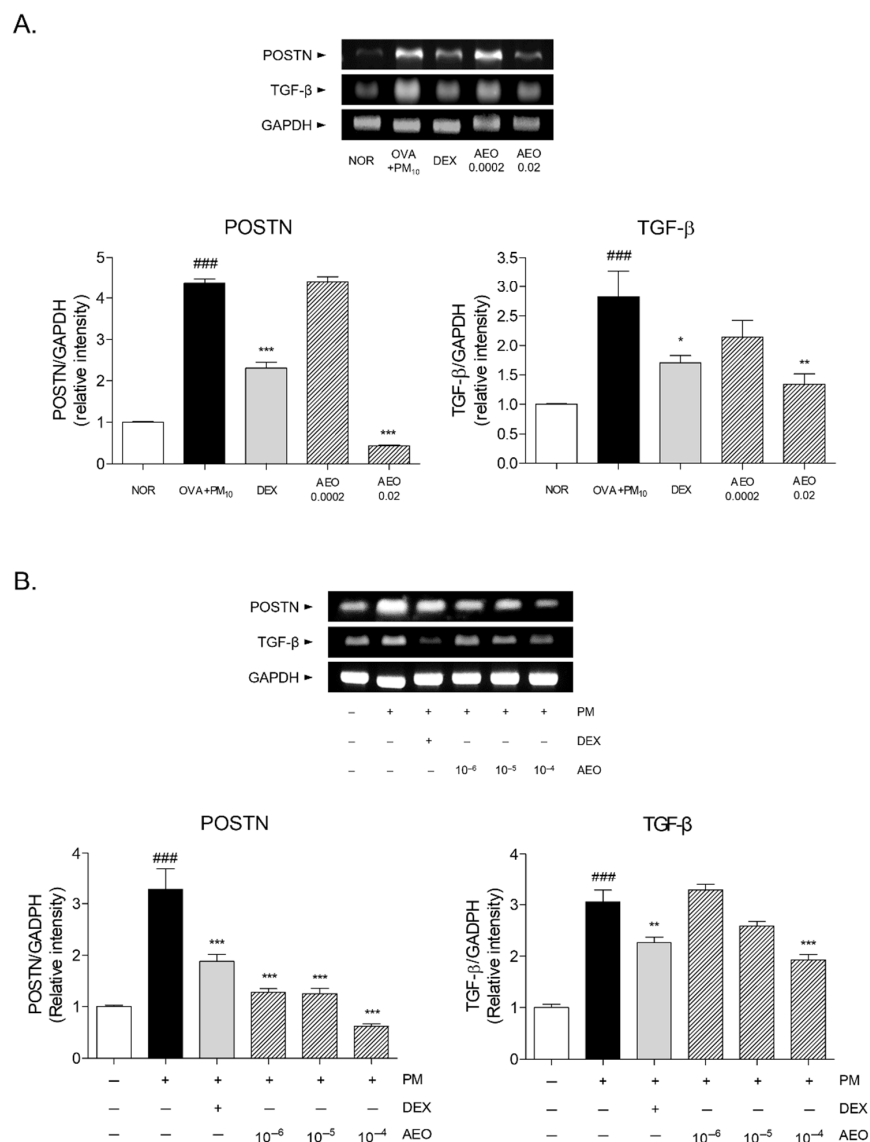 A.
POSTN ►
TGF-β ►
GAPDH ►
NOR OVA +PM₁₀ DEX AEO 0.0002 AEO 0.02
POSTN
POSTN/GAPDH
(relative intensity)
5
4
3
2
1
0
###
***
***
NOR OVA+PM₁₀ DEX AEO 0.0002 AEO 0.02
TGF-β
TGF-β/GAPDH
(relative intensity)
3.5
3.0
2.5
2.0
1.5
1.0
0.5
0.0
###
*
**
NOR OVA+PM₁₀ DEX AEO 0.0002 AEO 0.02
B.
POSTN ►
TGF-β ►
GAPDH ►
– + + + + + PM
– – + – – – DEX
– – – 10⁻⁶ 10⁻⁵ 10⁻⁴ AEO
POSTN
POSTN/GADPH
(Relative intensity)
4
3
2
1
0
###
***
***
***
***
– + + + + + PM
– – + – – – DEX
– – – 10⁻⁶ 10⁻⁵ 10⁻⁴ AEO
TGF-β
TGF-β/GADPH
(Relative intensity)
4
3
2
1
0
###
**
***
– + + + + + PM
– – + – – – DEX
– – – 10⁻⁶ 10⁻⁵ 10⁻⁴ AEO